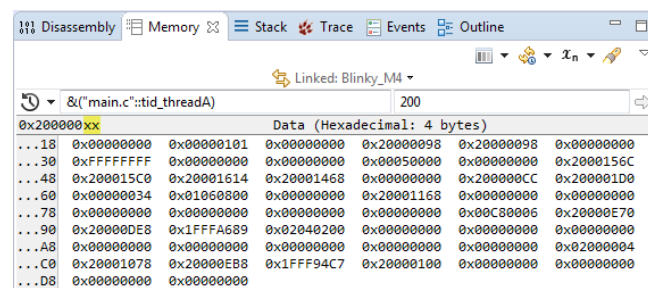 Disassembly Memory Stack Trace Events Outline
Linked: Blinky_M4
&("main.c"::tid_threadA) 200
0x200000xx Data (Hexadecimal: 4 bytes)
...18 0x00000000 0x00000101 0x00000000 0x20000098 0x20000098 0x00000000
...30 0xFFFFFFFF 0x00000000 0x00000000 0x00050000 0x00000000 0x2000156C
...48 0x200015C0 0x20001614 0x20001468 0x00000000 0x200000CC 0x200001D0
...60 0x00000034 0x01060800 0x00000000 0x20001168 0x00000000 0x00000000
...78 0x00000000 0x00000000 0x00000000 0x00000000 0x00C80006 0x20000E70
...90 0x20000DE8 0x1FFFA689 0x02040200 0x00000000 0x00000000 0x00000000
...A8 0x00000000 0x00000000 0x00000000 0x00000000 0x00000000 0x02000004
...C0 0x20001078 0x20000EB8 0x1FFF94C7 0x20000100 0x00000000 0x00000000
...D8 0x00000000 0x00000000